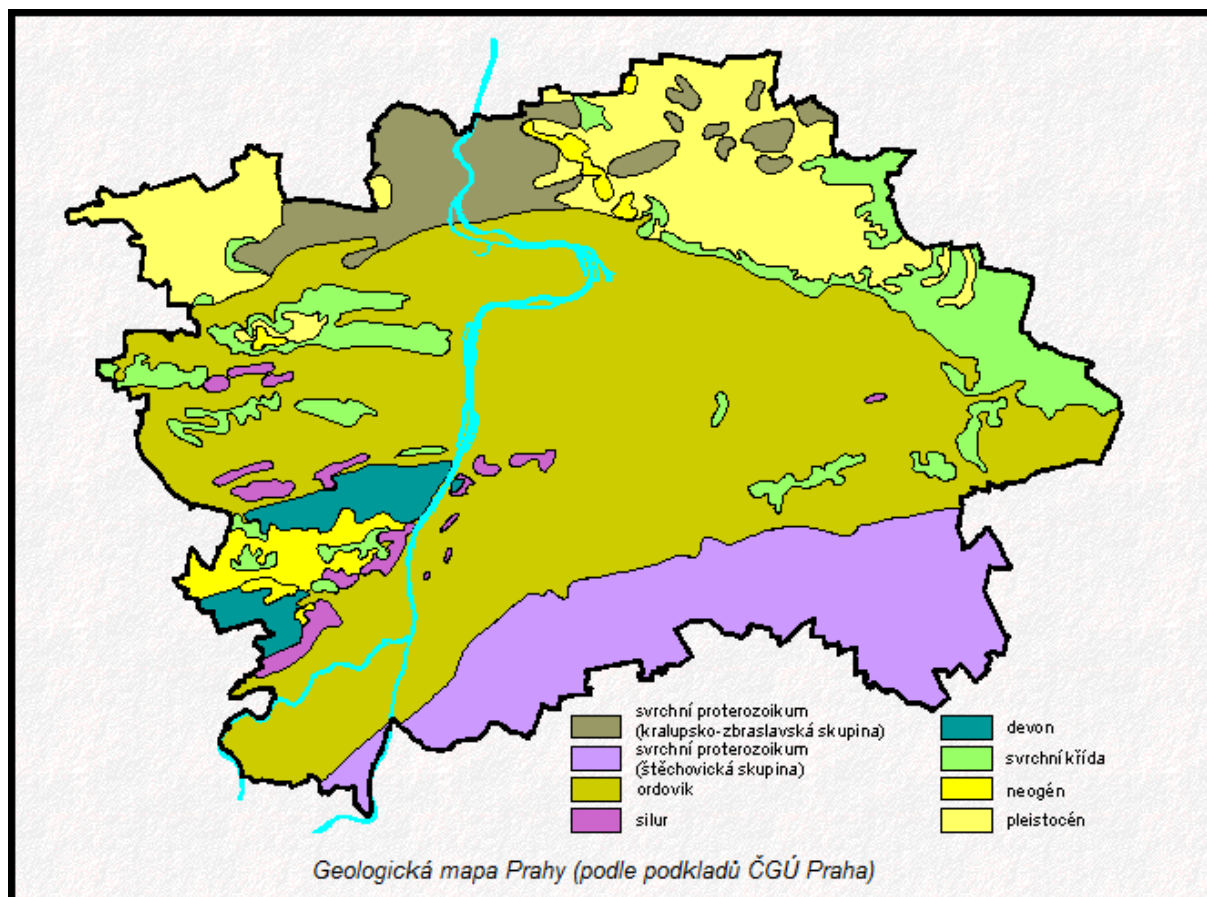 svrchní proterozoikum
(kralupsko-zbraslavská skupina)
svrchní proterozoikum
(štěchovická skupina)
ordovik
silur
devon
svrchní křída
neogén
pleistocén
Geologická mapa Prahy (podle podkladů ČGÚ Praha)